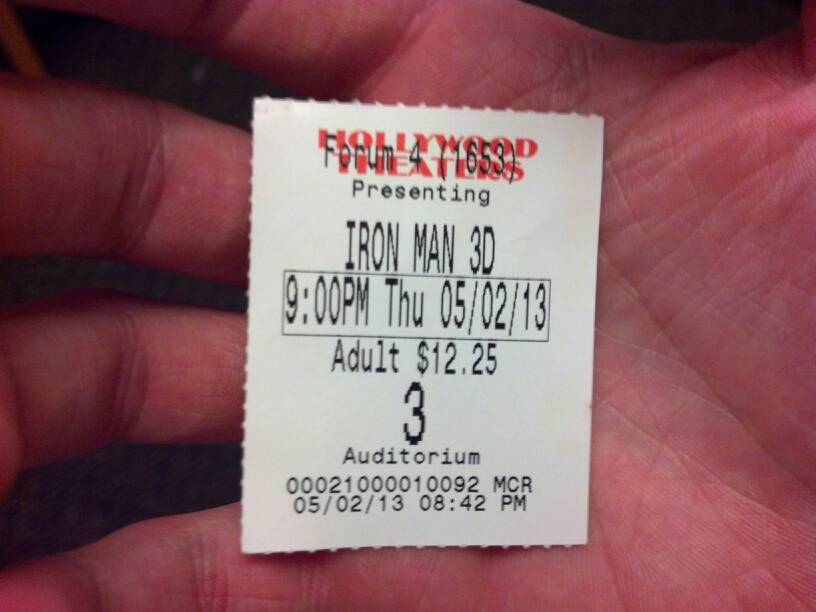 HOLLYWOOD
Forum 4 (1653)
THEATERS
Presenting
IRON MAN 3D
9:00PM Thu 05/02/13
Adult $12.25
3
Auditorium
00021000010092 MCR
05/02/13 08:42 PM